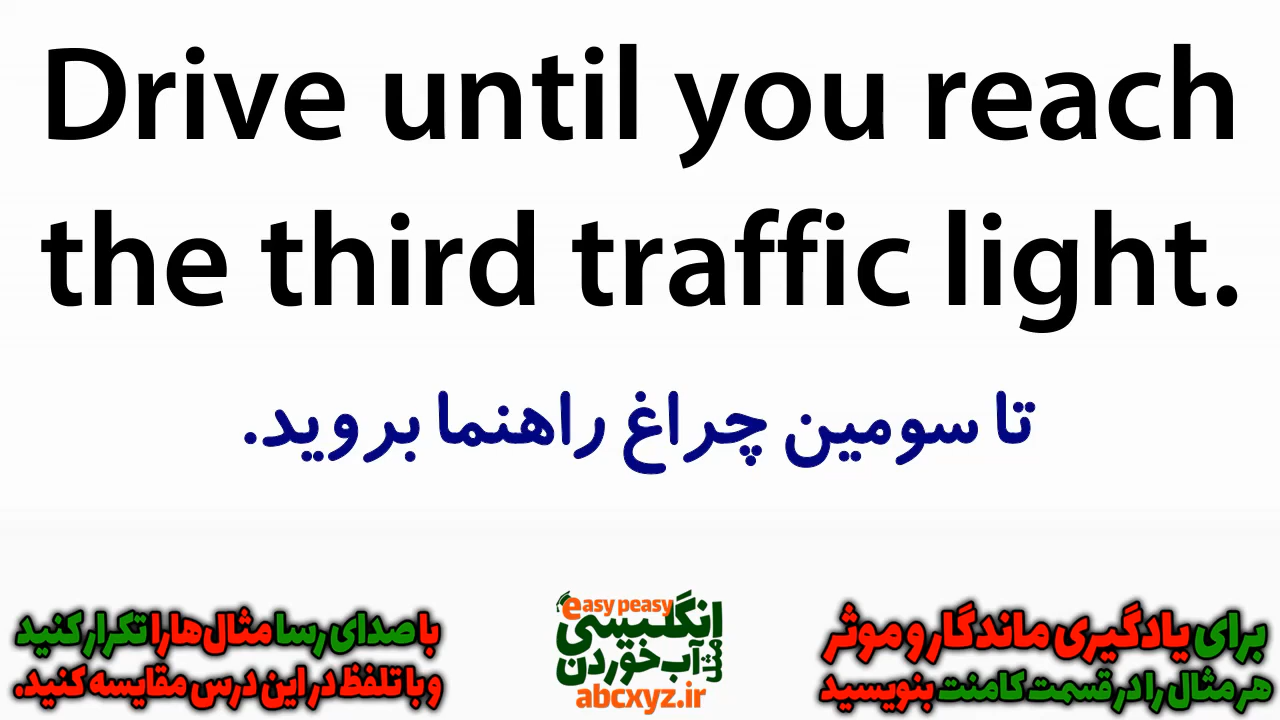 Drive until you reach
the third traffic light.
تا سومین چراغ راهنما بروید.
برای یادگیری ماندگار و موثر
هر مثال را در قسمت کامنت بنویسید
easy peasy
انگلیسی
مثل
آب خوردن
abcxyz.ir
با صدای رسا مثال‌ها را تکرار کنید
و با تلفظ در این درس مقایسه کنید.